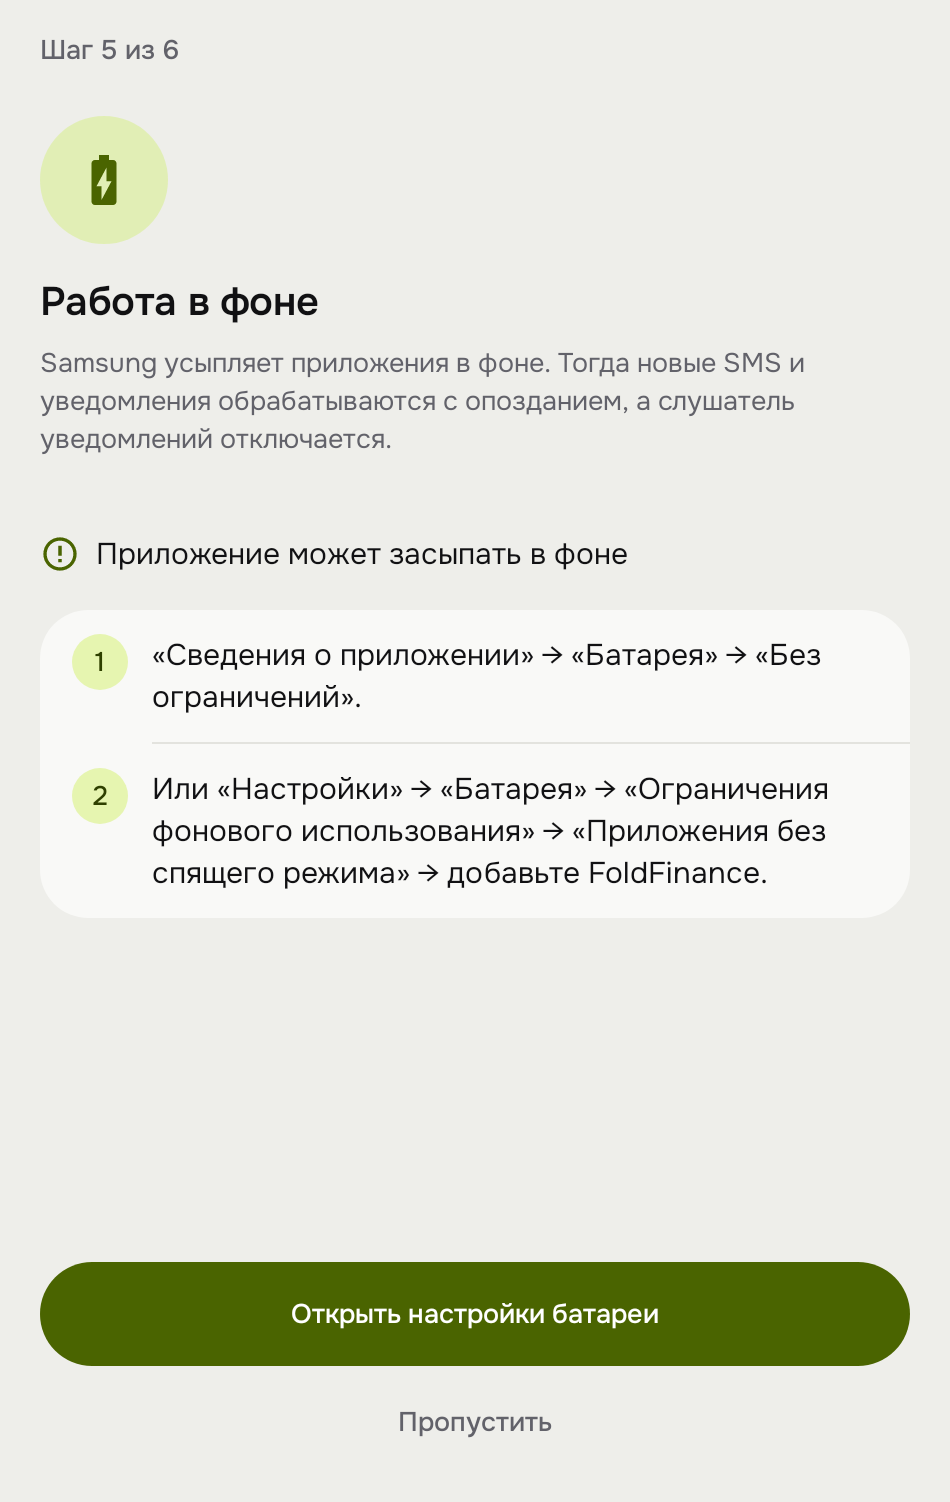 Шаг 5 из 6
Работа в фоне
Samsung усыпляет приложения в фоне. Тогда новые SMS и
уведомления обрабатываются с опозданием, а слушатель
уведомлений отключается.
Приложение может засыпать в фоне
1
«Сведения о приложении» → «Батарея» → «Без
ограничений».
2
Или «Настройки» → «Батарея» → «Ограничения
фонового использования» → «Приложения без
спящего режима» → добавьте FoldFinance.
Открыть настройки батареи
Пропустить